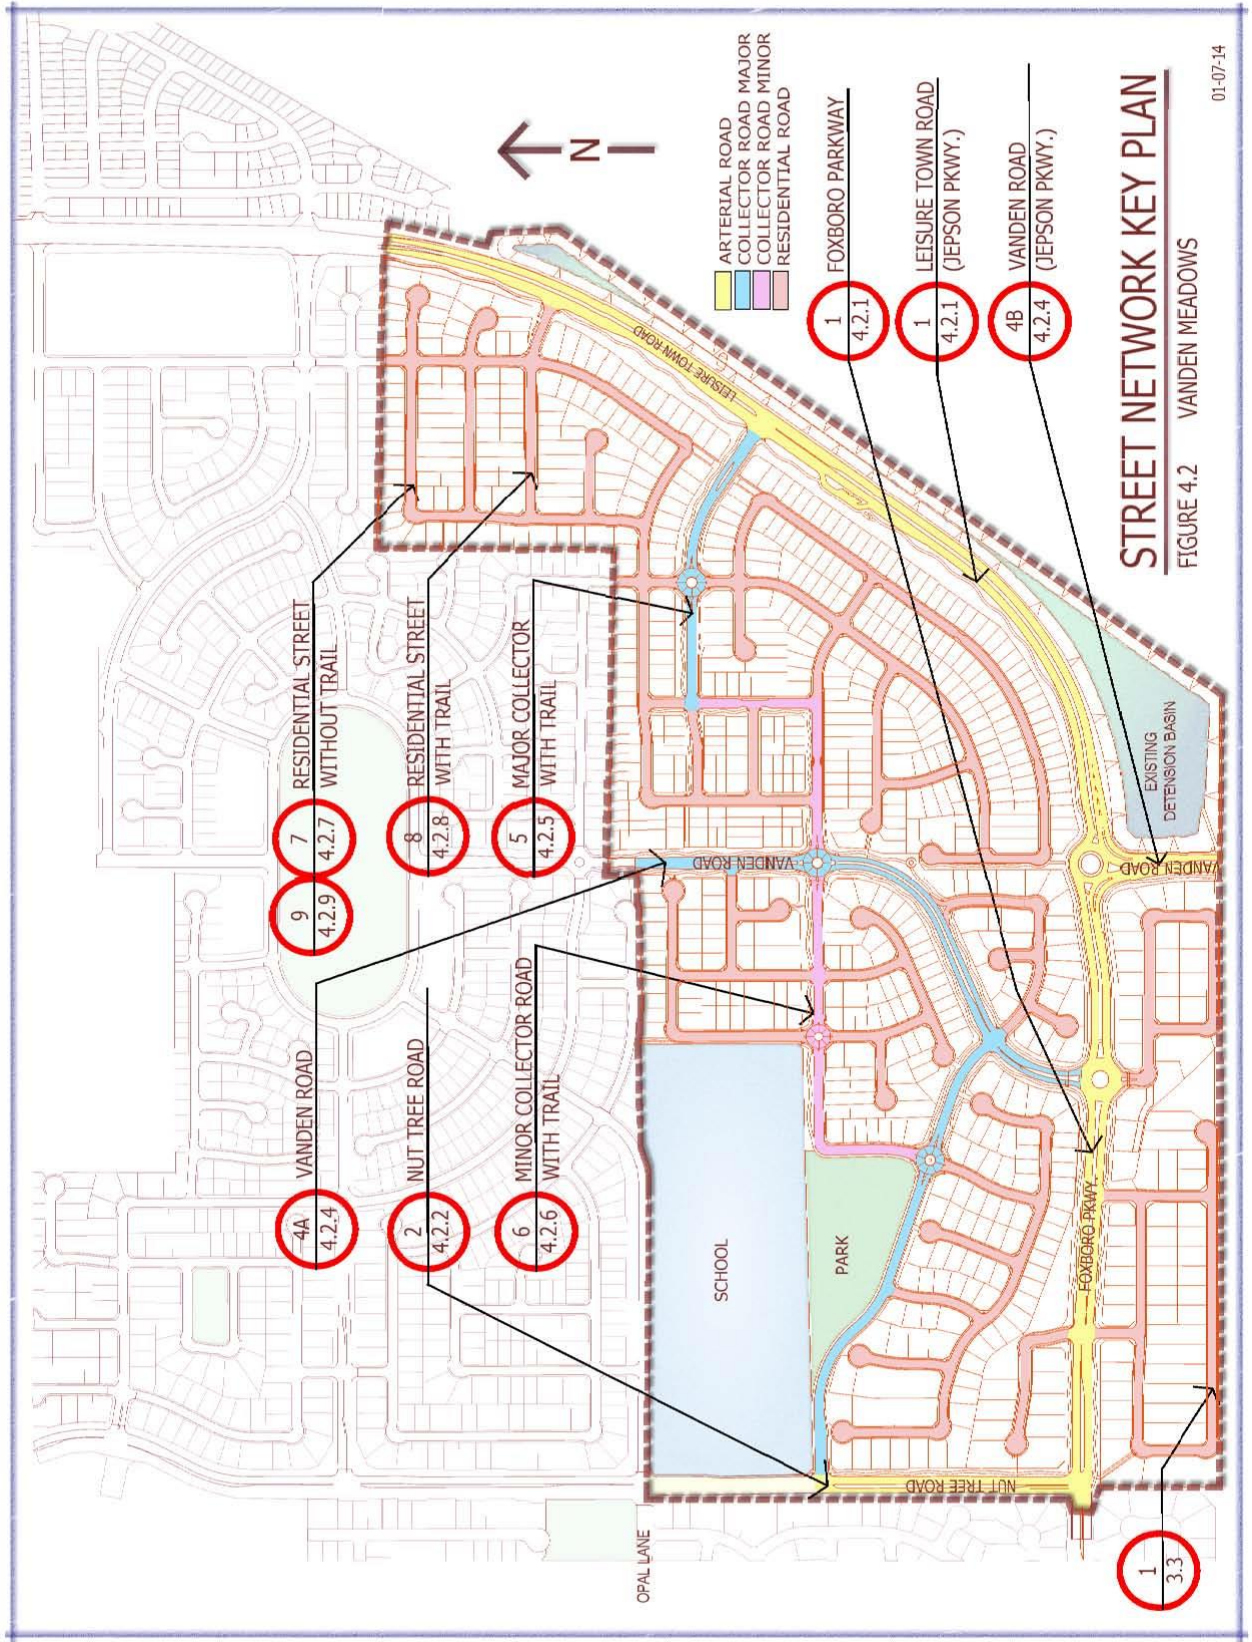 ARTERIAL ROAD
COLLECTOR ROAD MAJOR
COLLECTOR ROAD MINOR
RESIDENTIAL ROAD
N
9
4.2.9
7
4.2.7
RESIDENTIAL STREET
WITHOUT TRAIL
8
4.2.8
RESIDENTIAL STREET
WITH TRAIL
5
4.2.5
MAJOR COLLECTOR
WITH TRAIL
4A
4.2.4
VANDEN ROAD
2
4.2.2
NUT TREE ROAD
6
4.2.6
MINOR COLLECTOR ROAD
WITH TRAIL
1
4.2.1
FOXBORO PARKWAY
1
4.2.1
LEISURE TOWN ROAD
(JEPSON PKWY.)
4B
4.2.4
VANDEN ROAD
(JEPSON PKWY.)
1
3.3
OPAL LANE
SCHOOL
PARK
NUT TREE ROAD
FOXBORO PKWY.
VANDEN ROAD
VANDEN ROAD
LEISURE TOWN ROAD
EXISTING
DETENSION BASIN
STREET NETWORK KEY PLAN
FIGURE 4.2 VANDEN MEADOWS
01-07-14